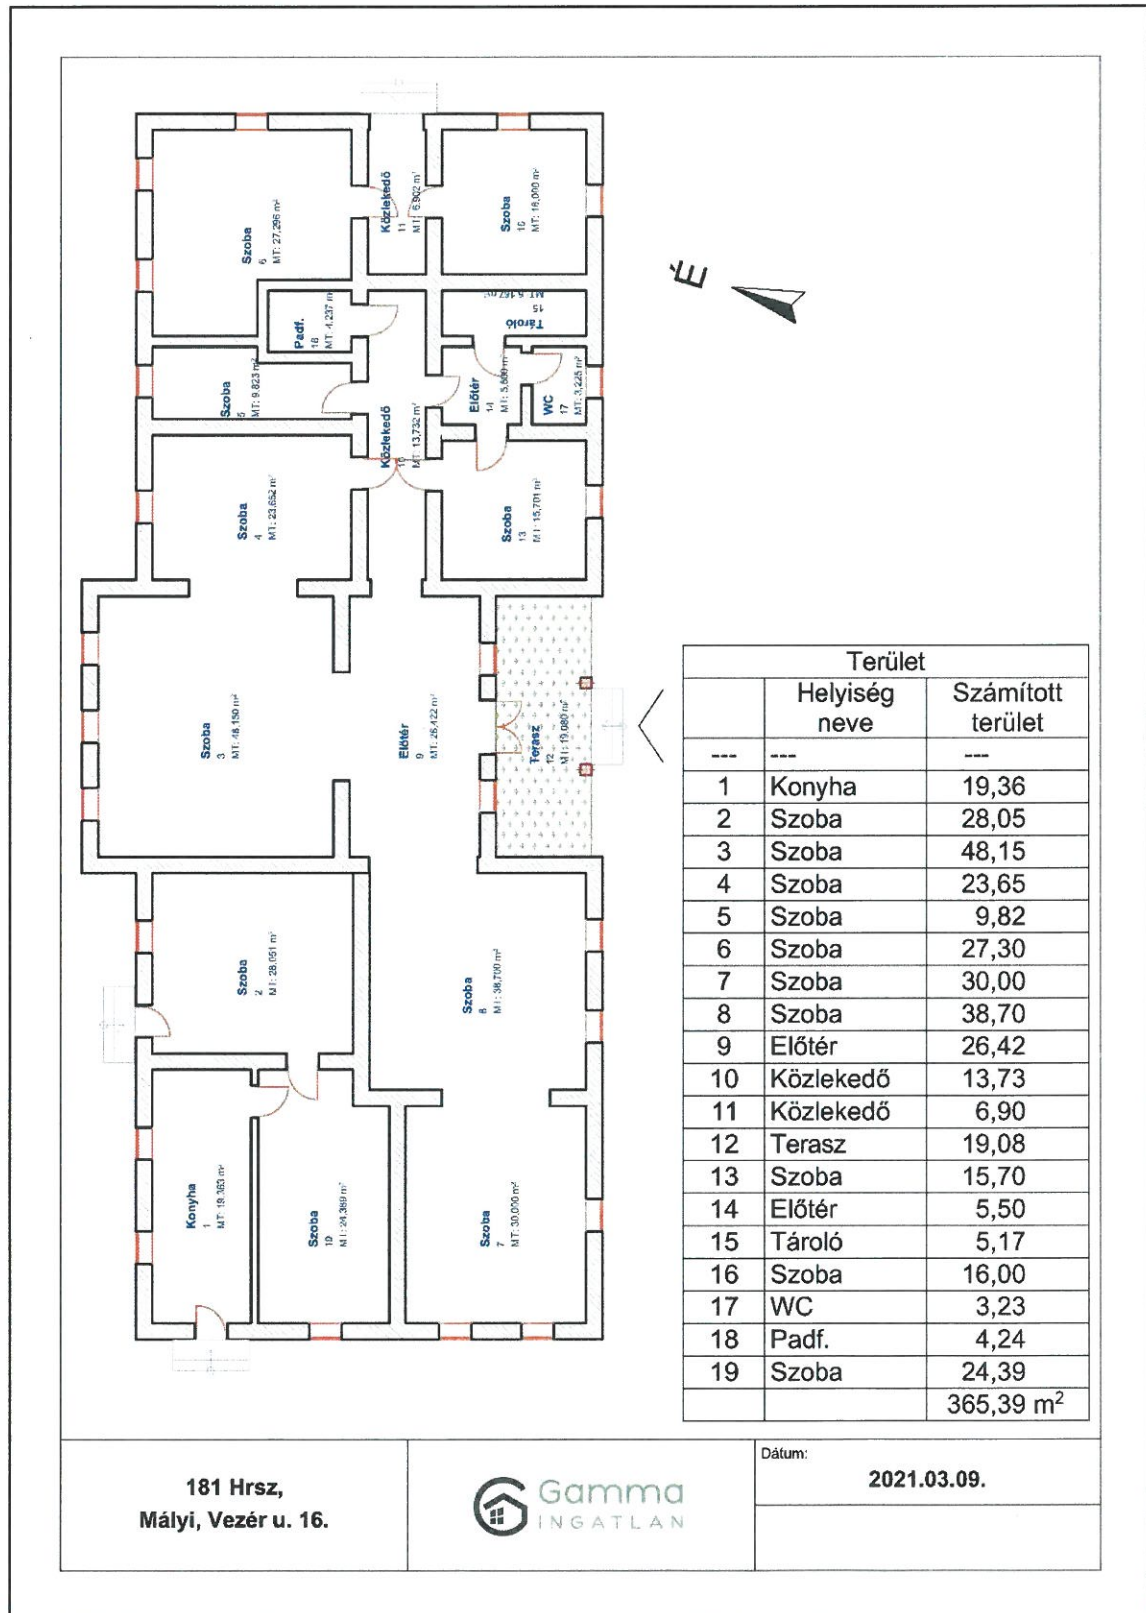 Szoba
6
MT: 27,296 m²
Közlekedő
11
MT: 6,902 m²
Szoba
16
MT: 16,000 m²
Padf.
18
MT: 4,237 m²
Tároló
15
Szoba
5
MT: 9,823 m²
Közlekedő
10
MT: 13,732 m²
Előtér
14
WC
17
MT: 3,225 m²
Szoba
4
MT: 23,652 m²
Szoba
13
MT: 15,701 m²
É
Szoba
3
MT: 48,150 m²
Előtér
9
MT: 26,422 m²
Terasz
12
MT: 19,080 m²
Szoba
2
MT: 28,051 m²
Szoba
8
MT: 38,700 m²
Konyha
1
MT: 19,363 m²
Szoba
19
MT: 24,389 m²
Szoba
7
MT: 30,000 m²
Terület
Helyiség neve Számított terület
--- --- ---
1 Konyha 19,36
2 Szoba 28,05
3 Szoba 48,15
4 Szoba 23,65
5 Szoba 9,82
6 Szoba 27,30
7 Szoba 30,00
8 Szoba 38,70
9 Előtér 26,42
10 Közlekedő 13,73
11 Közlekedő 6,90
12 Terasz 19,08
13 Szoba 15,70
14 Előtér 5,50
15 Tároló 5,17
16 Szoba 16,00
17 WC 3,23
18 Padf. 4,24
19 Szoba 24,39
365,39 m²
181 Hrsz,
Mályi, Vezér u. 16.
Gamma
INGATLAN
Dátum:
2021.03.09.